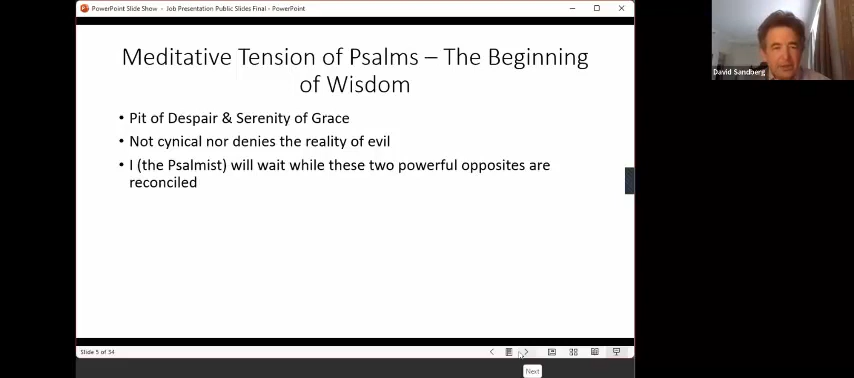 PowerPoint Slide Show - Job Presentation Public Slides Final - PowerPoint
David Sandberg
Meditative Tension of Psalms – The Beginning
of Wisdom
• Pit of Despair & Serenity of Grace
• Not cynical nor denies the reality of evil
• I (the Psalmist) will wait while these two powerful opposites are
reconciled
Slide 5 of 34
Next